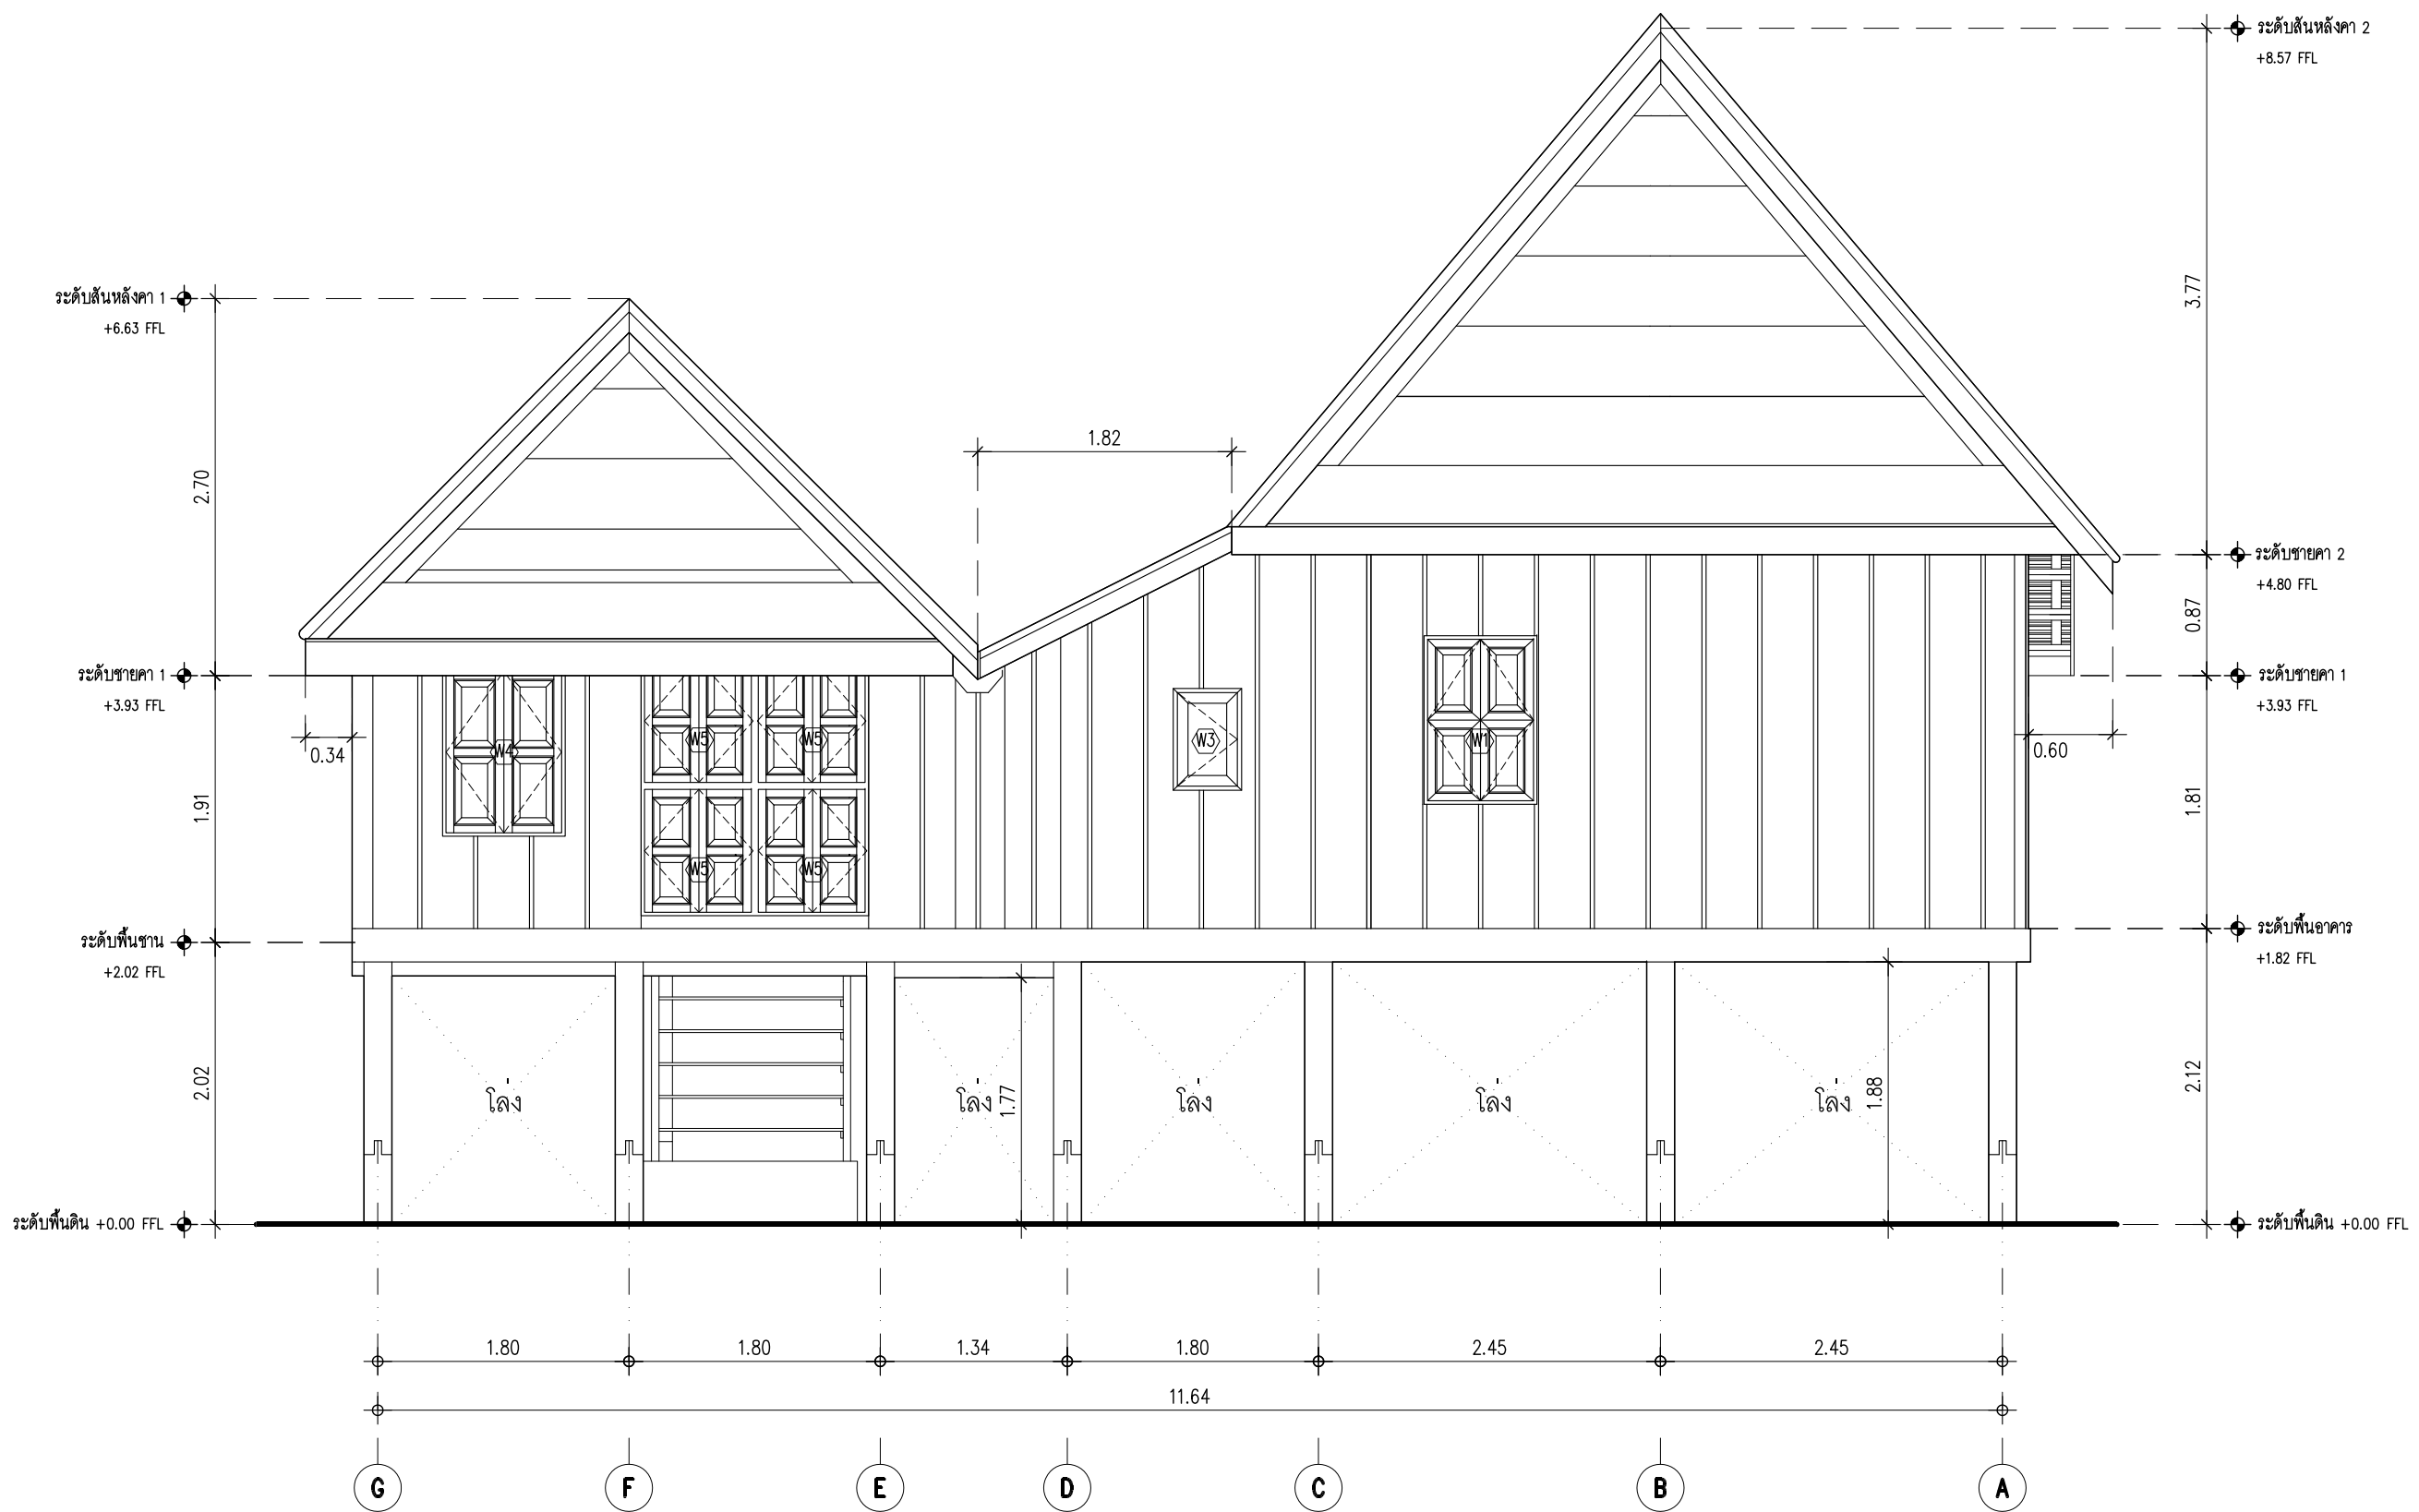 ระดับสันหลังคา 2
+8.57 FFL
ระดับสันหลังคา 1
+6.63 FFL
3.77
1.82
2.70
ระดับชายคา 2
+4.80 FFL
0.87
ระดับชายคา 1
+3.93 FFL
ระดับชายคา 1
+3.93 FFL
0.34
W4
W5
W5
W3
W1
0.60
1.91
1.81
W5
W5
ระดับพื้นชาน
+2.02 FFL
ระดับพื้นอาคาร
+1.82 FFL
2.02
โล่ง
โล่ง
1.77
โล่ง
โล่ง
โล่ง
1.88
2.12
ระดับพื้นดิน +0.00 FFL
ระดับพื้นดิน +0.00 FFL
1.80
1.80
1.34
1.80
2.45
2.45
11.64
G
F
E
D
C
B
A